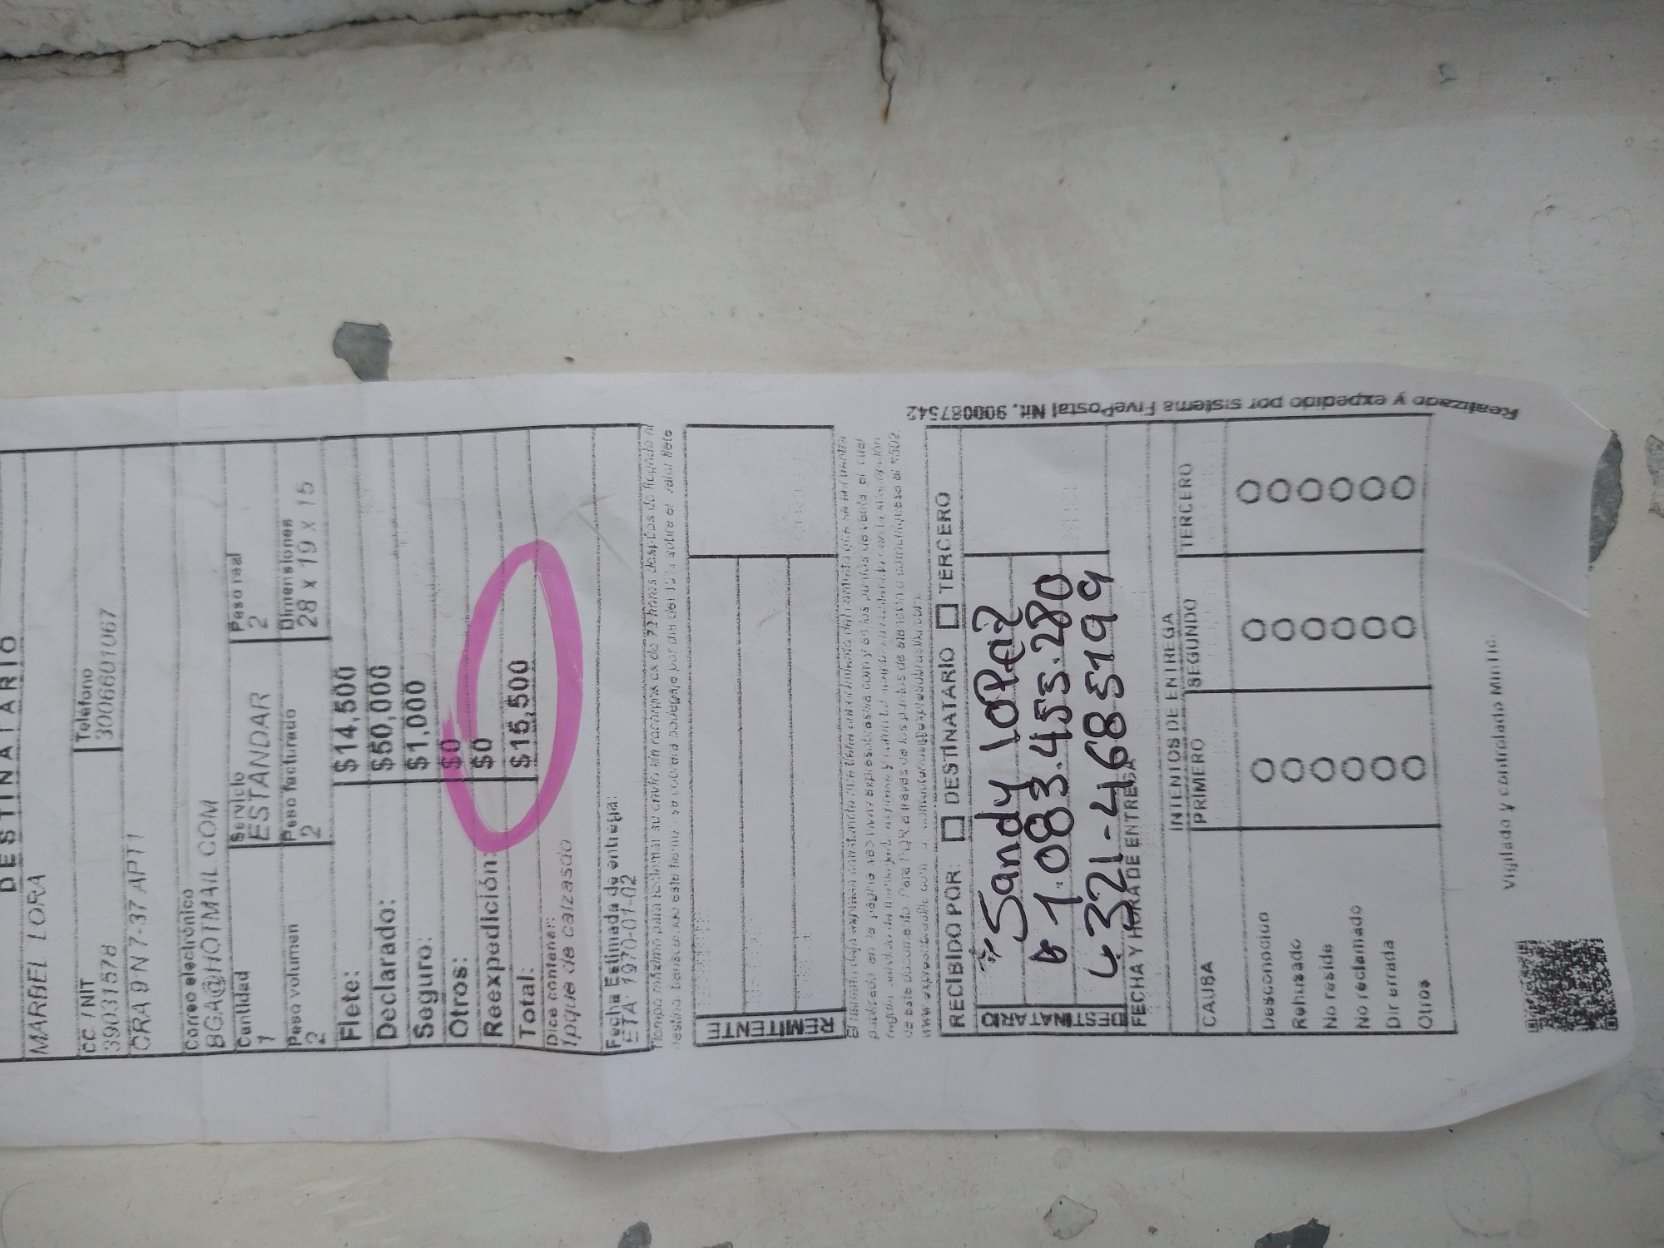 DESTINATARIO
MARBEL LORA
CC / NIT Teléfono
39031578 3006601067
CRA 9 N 7-37 APT 1
Correo electrónico
BGA@HOTMAIL.COM
Cantidad Servicio Peso real
1 ESTANDAR 2
Peso volumen Peso facturado Dimensiones
2 2 28 x 19 x 15
Flete: $14,500
Declarado: $50,000
Seguro: $1,000
Otros: $0
Reexpedición: $0
Total: $15,500
Dice contener:
1pque de calzasdo
Fecha Estimada de entrega:
ETA 1970-01-02
REMITENTE
RECIBIDO POR: DESTINATARIO TERCERO
DESTINATARIO
Sandy lopez
1.083.455.280
321-4685199
FECHA Y HORA DE ENTREGA
INTENTOS DE ENTREGA
CAUSA PRIMERO SEGUNDO TERCERO
Desconocido
Rehusado
No reside
No reclamado
Dir errada
Otros
Vigilado y controlado Mintic.
Realizado y expedido por sistema FivePostal Nit. 900087542